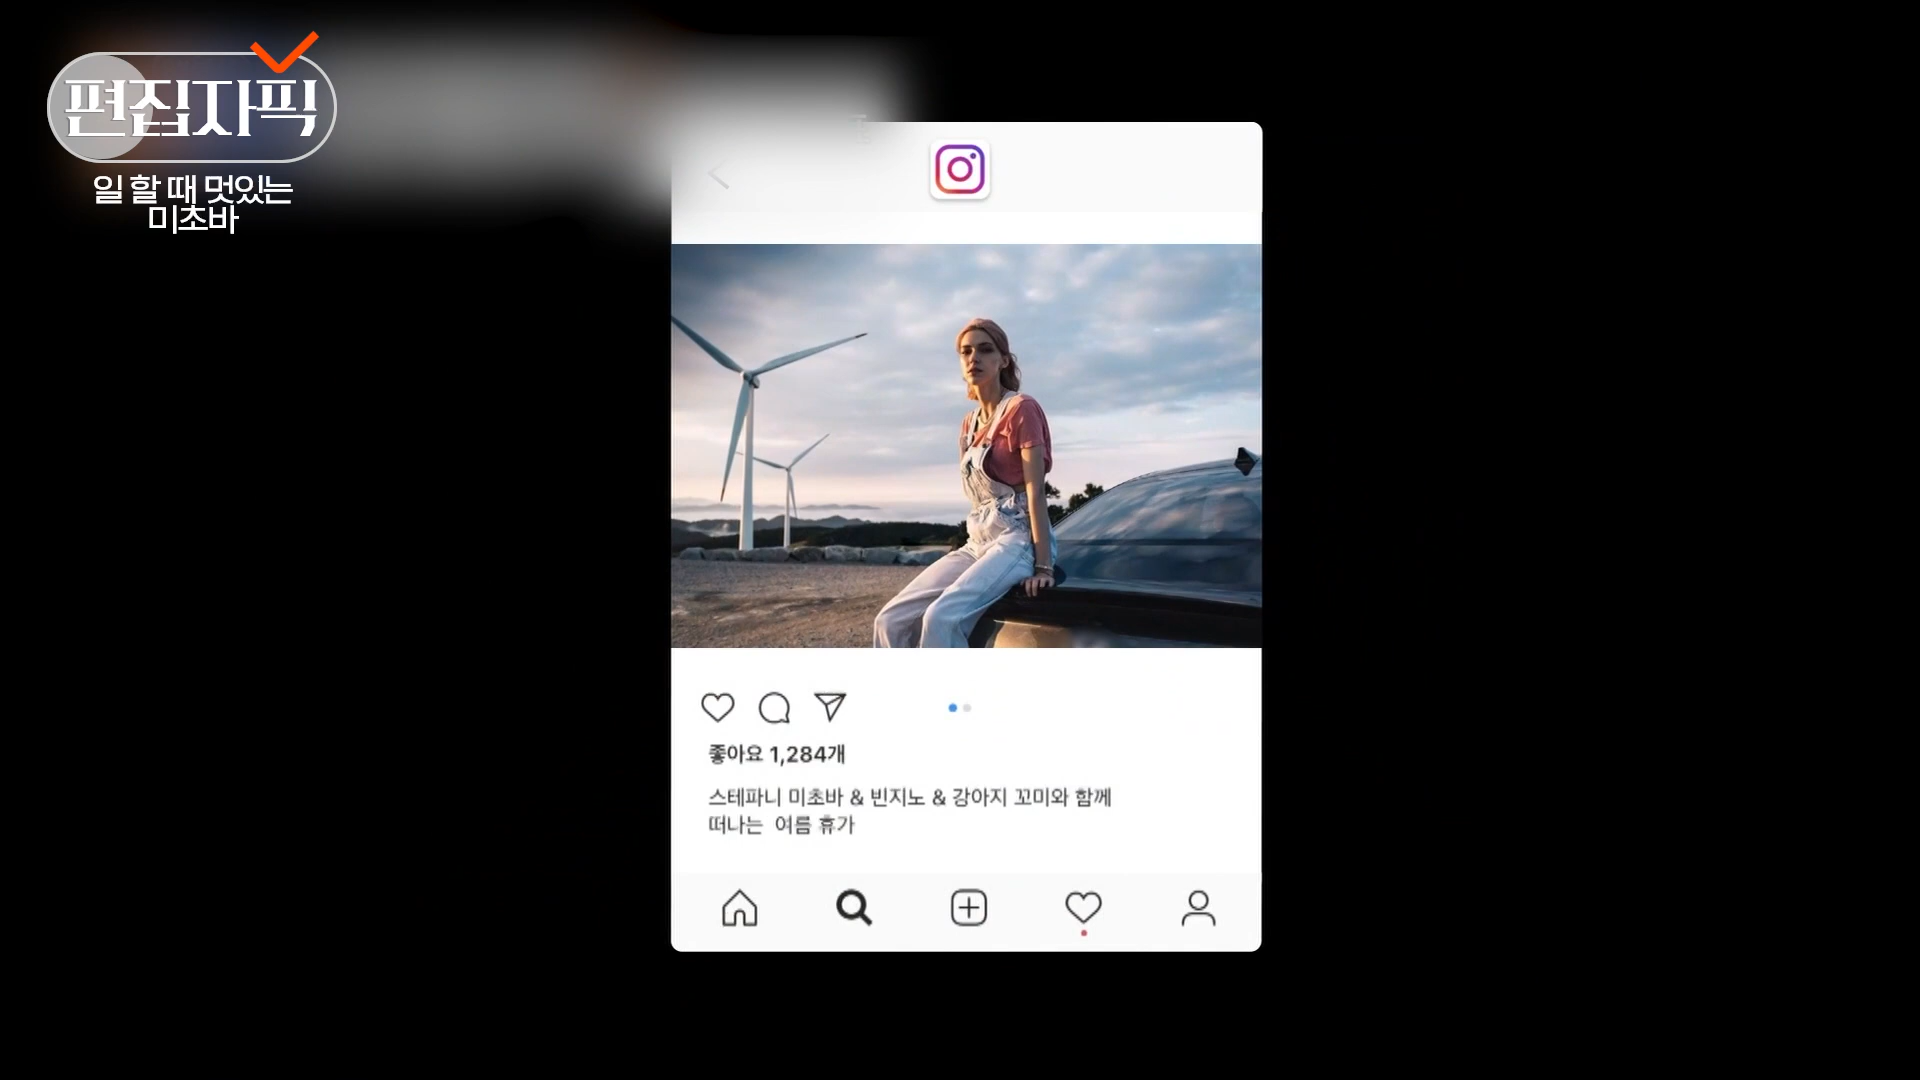 편집자픽
일 할 때 멋있는
미초바
좋아요 1,284개
스테파니 미초바 & 빈지노 & 강아지 꼬미와 함께
떠나는 여름 휴가